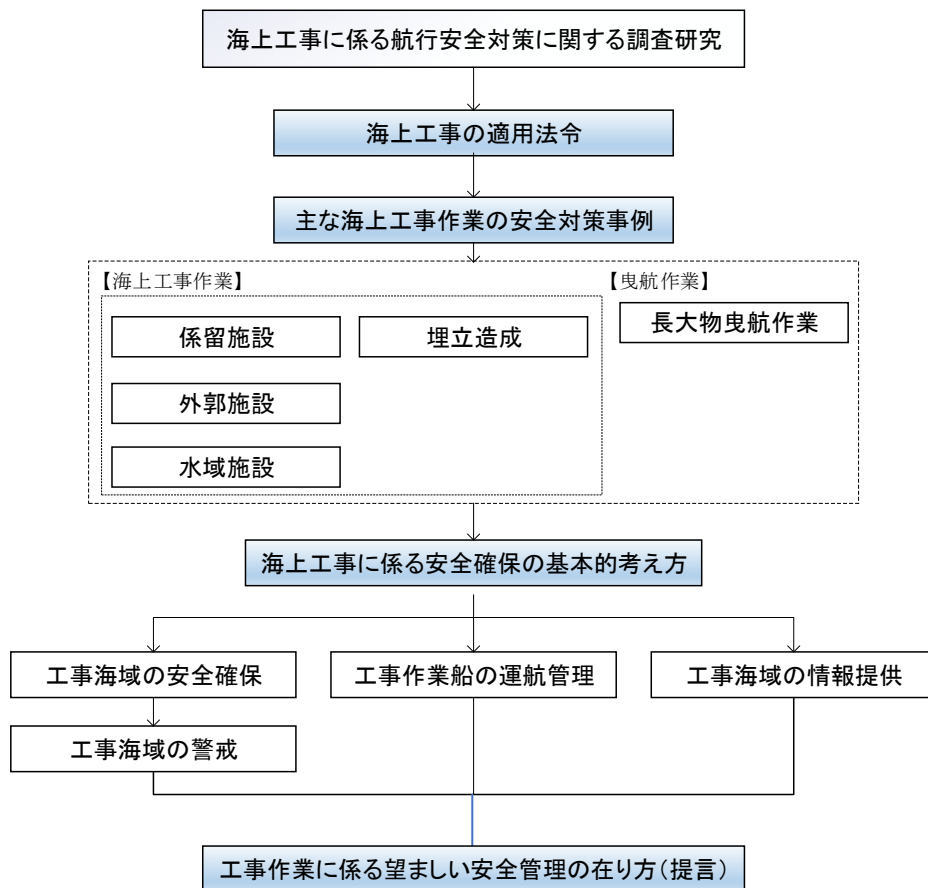 海上工事に係る航行安全対策に関する調査研究
海上工事の適用法令
主な海上工事作業の安全対策事例
【海上工事作業】
【曳航作業】
係留施設
埋立造成
長大物曳航作業
外郭施設
水域施設
海上工事に係る安全確保の基本的考え方
工事海域の安全確保
工事作業船の運航管理
工事海域の情報提供
工事海域の警戒
工事作業に係る望ましい安全管理の在り方(提言)